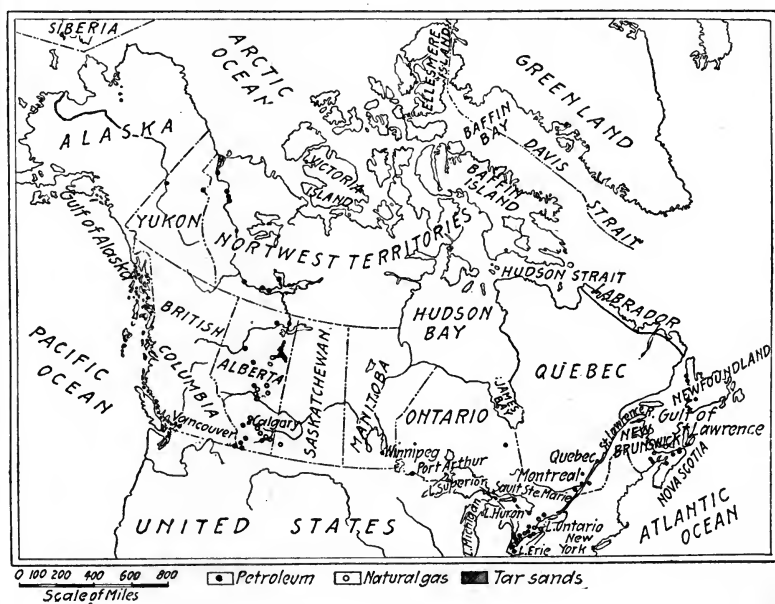 SIBERIA
ARCTIC
OCEAN
ELLESMERE
ISLAND
GREENLAND
ALASKA
BAFFIN
BAY
DAVIS
STRAIT
VICTORIA
ISLAND
BAFFIN
ISLAND
YUKON
Gulf of Alaska
NORTHWEST TERRITORIES
HUDSON STRAIT
LABRADOR
HUDSON
BAY
PACIFIC
OCEAN
BRITISH
COLUMBIA
ALBERTA
SASKATCHEWAN
MANITOBA
JAMES
BAY
QUEBEC
ONTARIO
NEWFOUNDLAND
St. Lawrence R.
Gulf of
Lawrence
NEW
BRUNSWICK
NOVA SCOTIA
Vancouver
Calgary
Winnipeg
Port Arthur
Quebec
Montreal
L. Superior
Sault Ste Marie
L. Huron
L. Michigan
L. Ontario
New
York
L. Erie
UNITED STATES
ATLANTIC
OCEAN
0 100 200 400 600 800
Scale of Miles
Petroleum
Natural gas
Tar sands